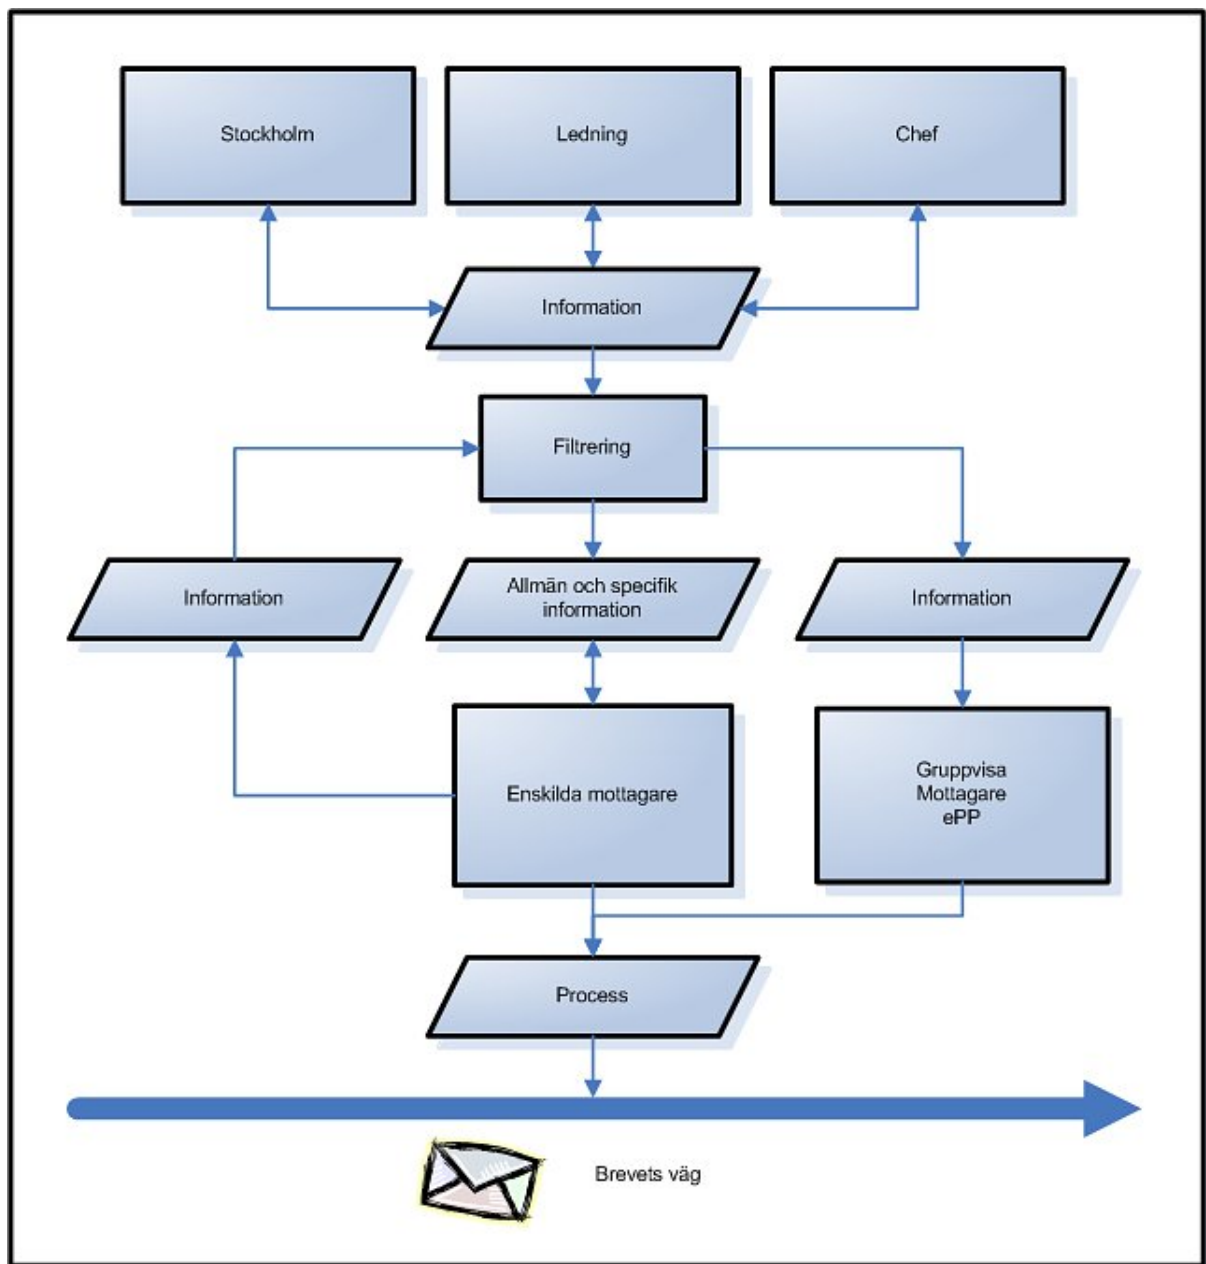 Stockholm
Ledning
Chef
Information
Filtrering
Information
Allmän och specifik
information
Information
Enskilda mottagare
Gruppvisa
Mottagare
ePP
Process
Brevets väg